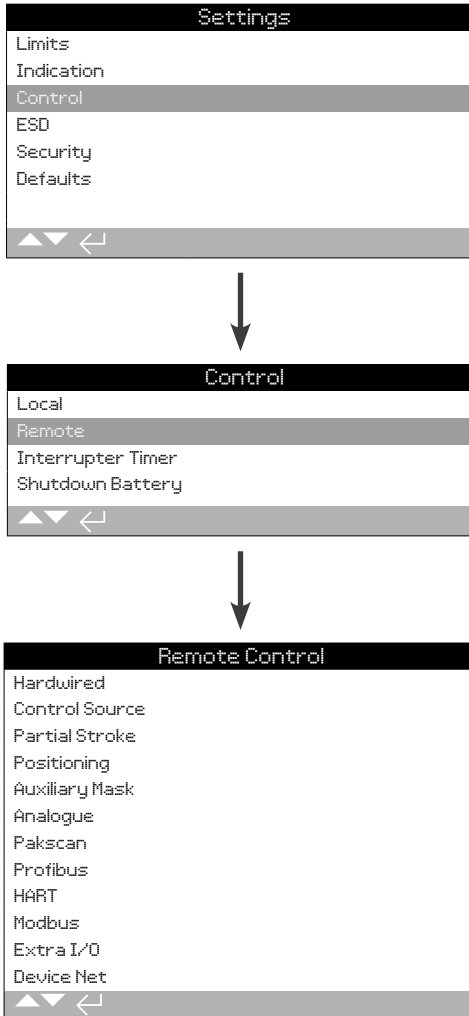 Settings
Limits
Indication
Control
ESD
Security
Defaults
Control
Local
Remote
Interrupter Timer
Shutdown Battery
Remote Control
Hardwired
Control Source
Partial Stroke
Positioning
Auxiliary Mask
Analogue
Pakscan
Profibus
HART
Modbus
Extra I/O
Device Net